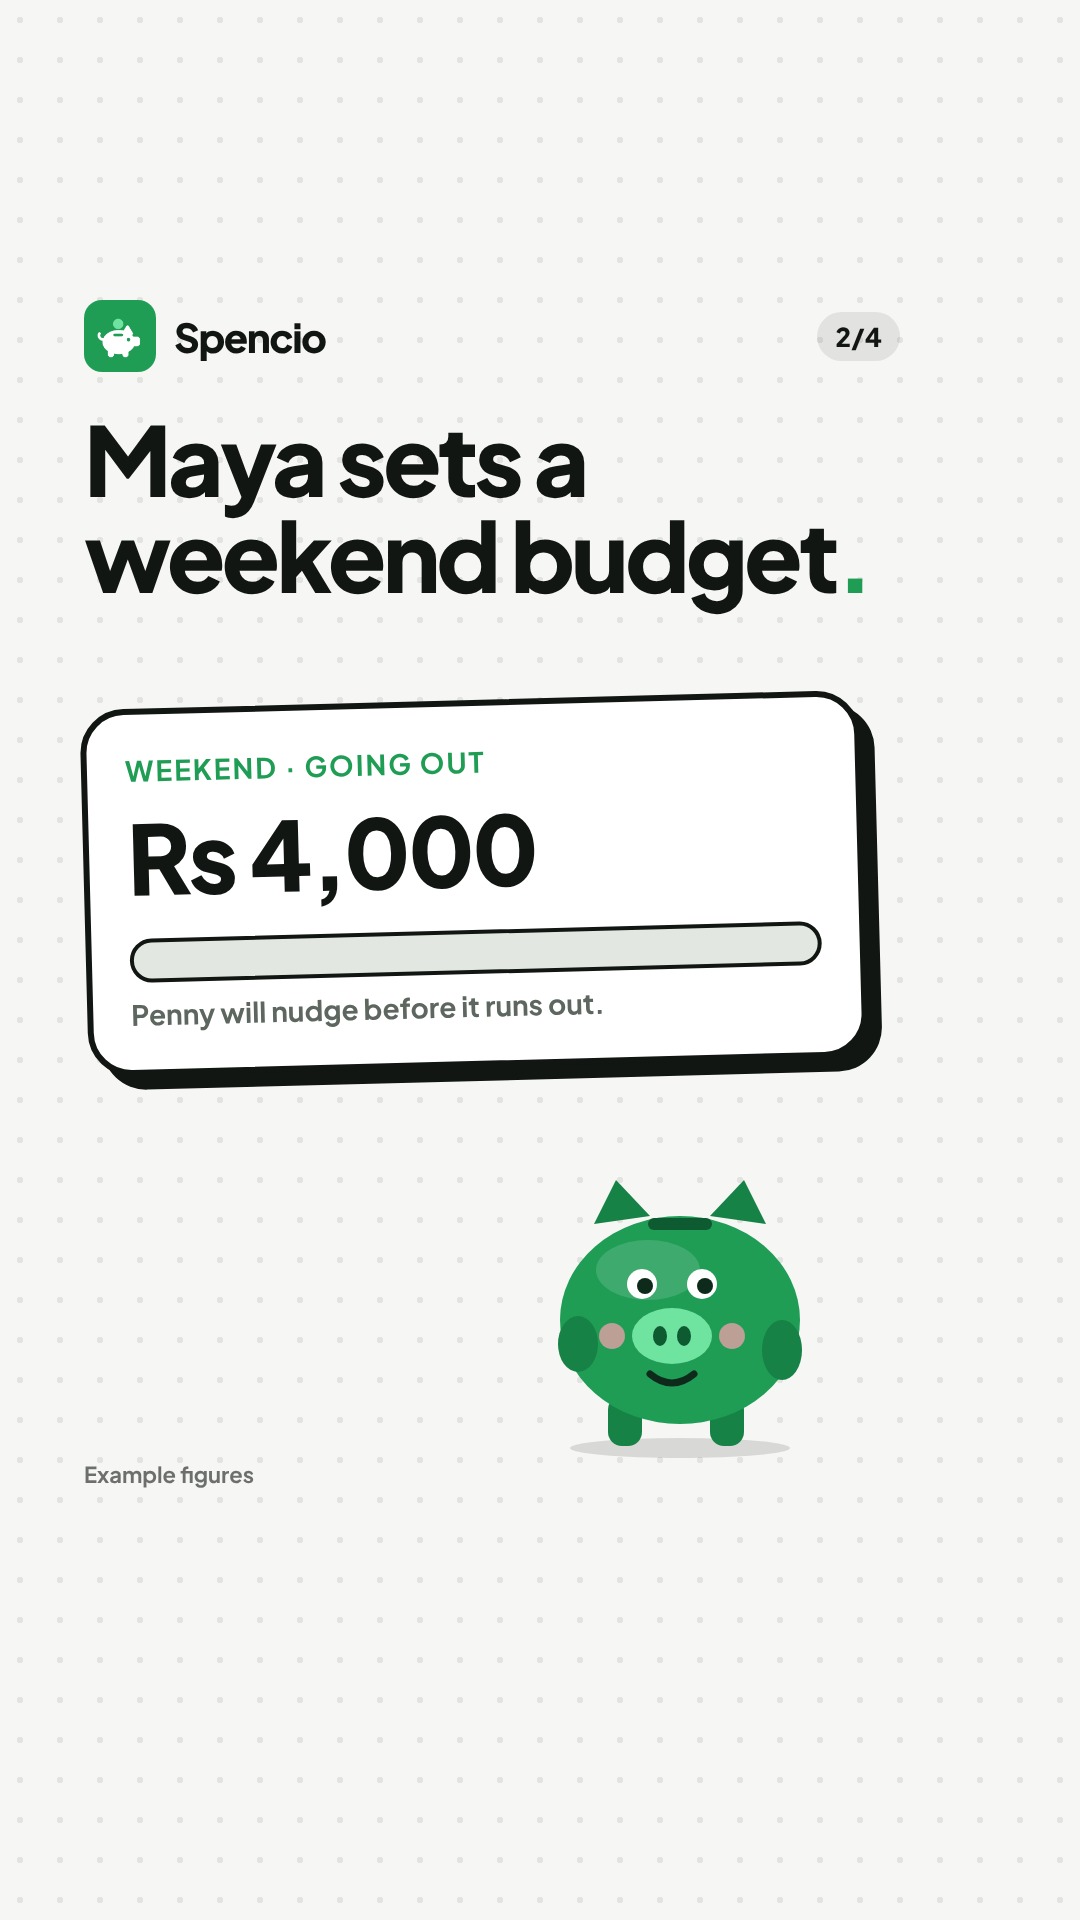 Spencio
2/4
Maya sets a
weekend budget.
WEEKEND · GOING OUT
Rs 4,000
Penny will nudge before it runs out.
Example figures